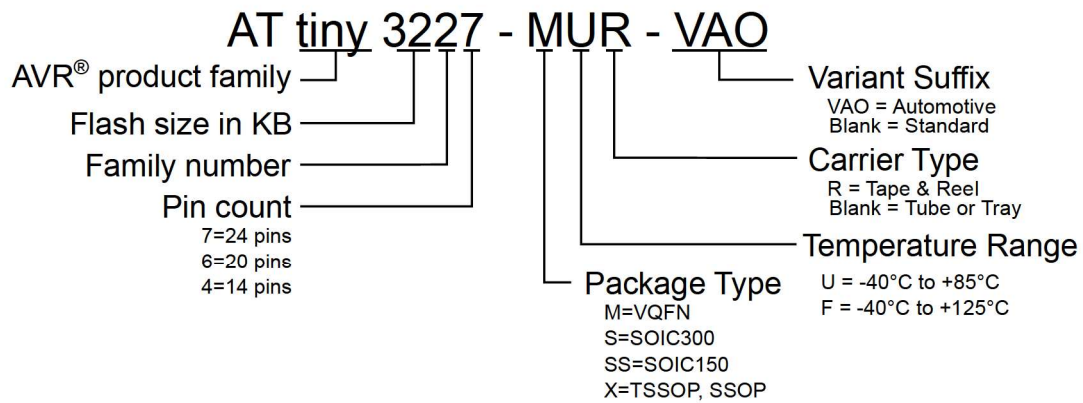 AT tiny 3227 - MUR - VAO
AVR® product family
Flash size in KB
Family number
Pin count
7=24 pins
6=20 pins
4=14 pins
Variant Suffix
VAO = Automotive
Blank = Standard
Carrier Type
R = Tape & Reel
Blank = Tube or Tray
Temperature Range
U = -40°C to +85°C
F = -40°C to +125°C
Package Type
M=VQFN
S=SOIC300
SS=SOIC150
X=TSSOP, SSOP